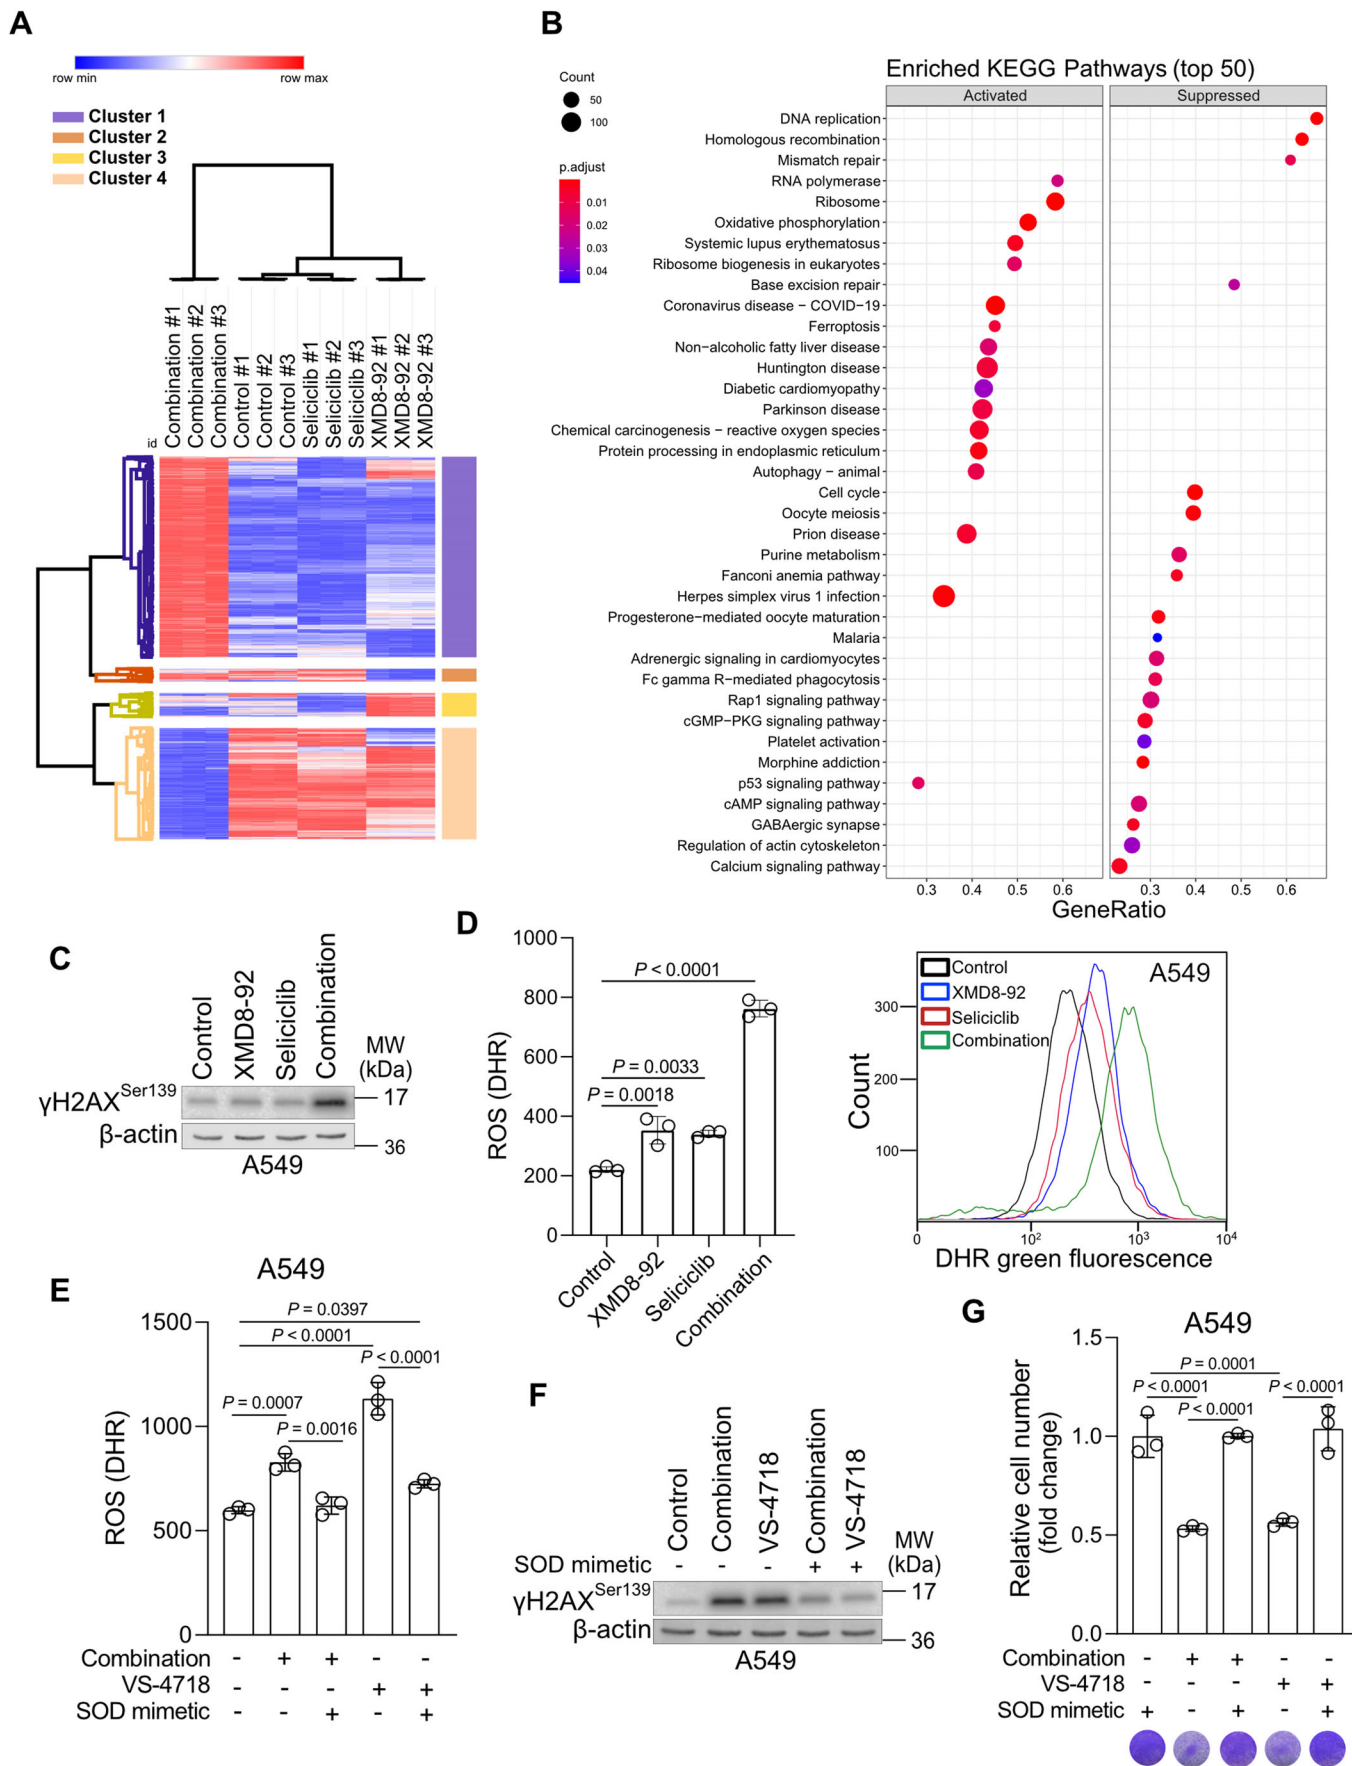 A
row min
row max
Cluster 1
Cluster 2
Cluster 3
Cluster 4
id
Combination #1
Combination #2
Combination #3
Control #1
Control #2
Control #3
Seliciclib #1
Seliciclib #2
Seliciclib #3
XMD8-92 #1
XMD8-92 #2
XMD8-92 #3
B
Enriched KEGG Pathways (top 50)
Count
50
100
p.adjust
0.01
0.02
0.03
0.04
Activated
Suppressed
DNA replication
Homologous recombination
Mismatch repair
RNA polymerase
Ribosome
Oxidative phosphorylation
Systemic lupus erythematosus
Ribosome biogenesis in eukaryotes
Base excision repair
Coronavirus disease − COVID−19
Ferroptosis
Non−alcoholic fatty liver disease
Huntington disease
Diabetic cardiomyopathy
Parkinson disease
Chemical carcinogenesis − reactive oxygen species
Protein processing in endoplasmic reticulum
Autophagy − animal
Cell cycle
Oocyte meiosis
Prion disease
Purine metabolism
Fanconi anemia pathway
Herpes simplex virus 1 infection
Progesterone−mediated oocyte maturation
Malaria
Adrenergic signaling in cardiomyocytes
Fc gamma R−mediated phagocytosis
Rap1 signaling pathway
cGMP−PKG signaling pathway
Platelet activation
Morphine addiction
p53 signaling pathway
cAMP signaling pathway
GABAergic synapse
Regulation of actin cytoskeleton
Calcium signaling pathway
0.3 0.4 0.5 0.6 0.3 0.4 0.5 0.6
GeneRatio
C
Control
XMD8-92
Seliciclib
Combination
MW
(kDa)
γH2AX^Ser139
17
β-actin
36
A549
D
ROS (DHR)
1000
800
600
400
200
0
P < 0.0001
P = 0.0033
P = 0.0018
Control
XMD8-92
Seliciclib
Combination
Control
XMD8-92
Seliciclib
Combination
A549
Count
300
200
100
0 10² 10³ 10⁴
DHR green fluorescence
E
A549
ROS (DHR)
1500
1000
500
0
P = 0.0397
P < 0.0001
P < 0.0001
P = 0.0007
P = 0.0016
Combination - + + - -
VS-4718 - - - + +
SOD mimetic - - + - +
F
Control
Combination
VS-4718
Combination
VS-4718
MW
(kDa)
SOD mimetic - - - + +
γH2AX^Ser139
17
β-actin
36
A549
G
A549
Relative cell number
(fold change)
1.5
1.0
0.5
0.0
P = 0.0001
P < 0.0001
P < 0.0001
P < 0.0001
Combination - + + - -
VS-4718 - - - + +
SOD mimetic + - + - +